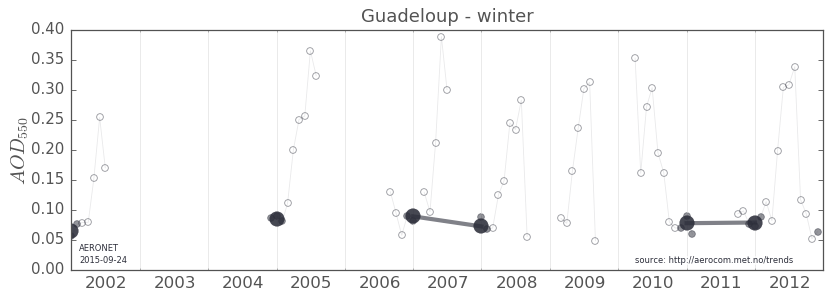 Guadeloup - winter
0.40
0.35
0.30
0.25
0.20
0.15
0.10
0.05
0.00
AOD550
AERONET
2015-09-24
source: http://aerocom.met.no/trends
2002 2003 2004 2005 2006 2007 2008 2009 2010 2011 2012